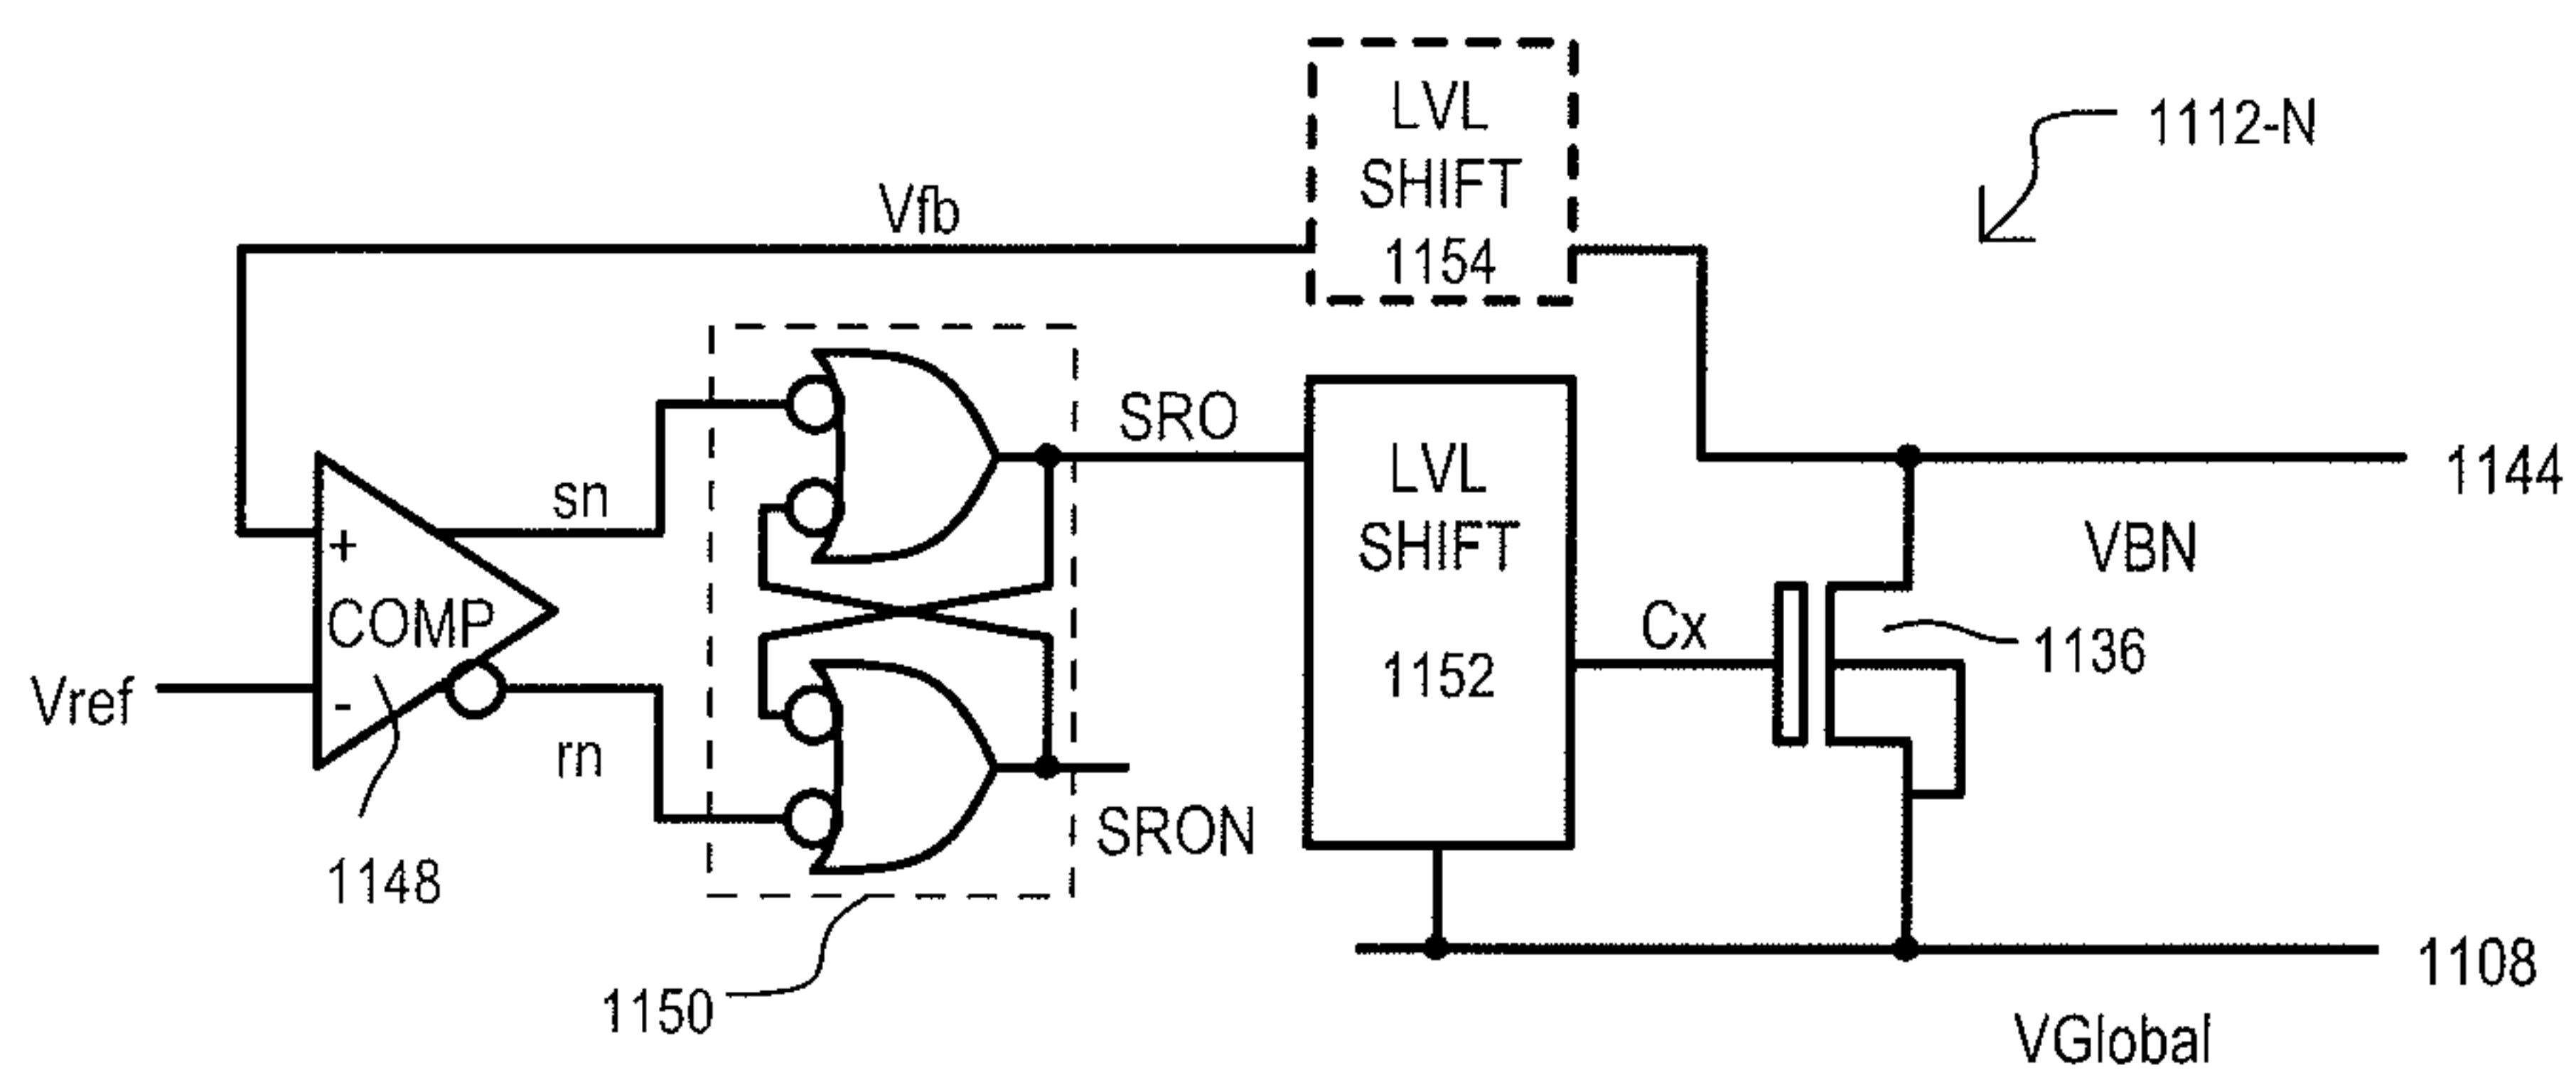 LVL
SHIFT
1154
1112-N
Vfb
SRO
LVL
SHIFT
1152
1144
sn
+
COMP
VBN
Cx
1136
Vref
-
rn
SRON
1148
1150
1108
VGlobal